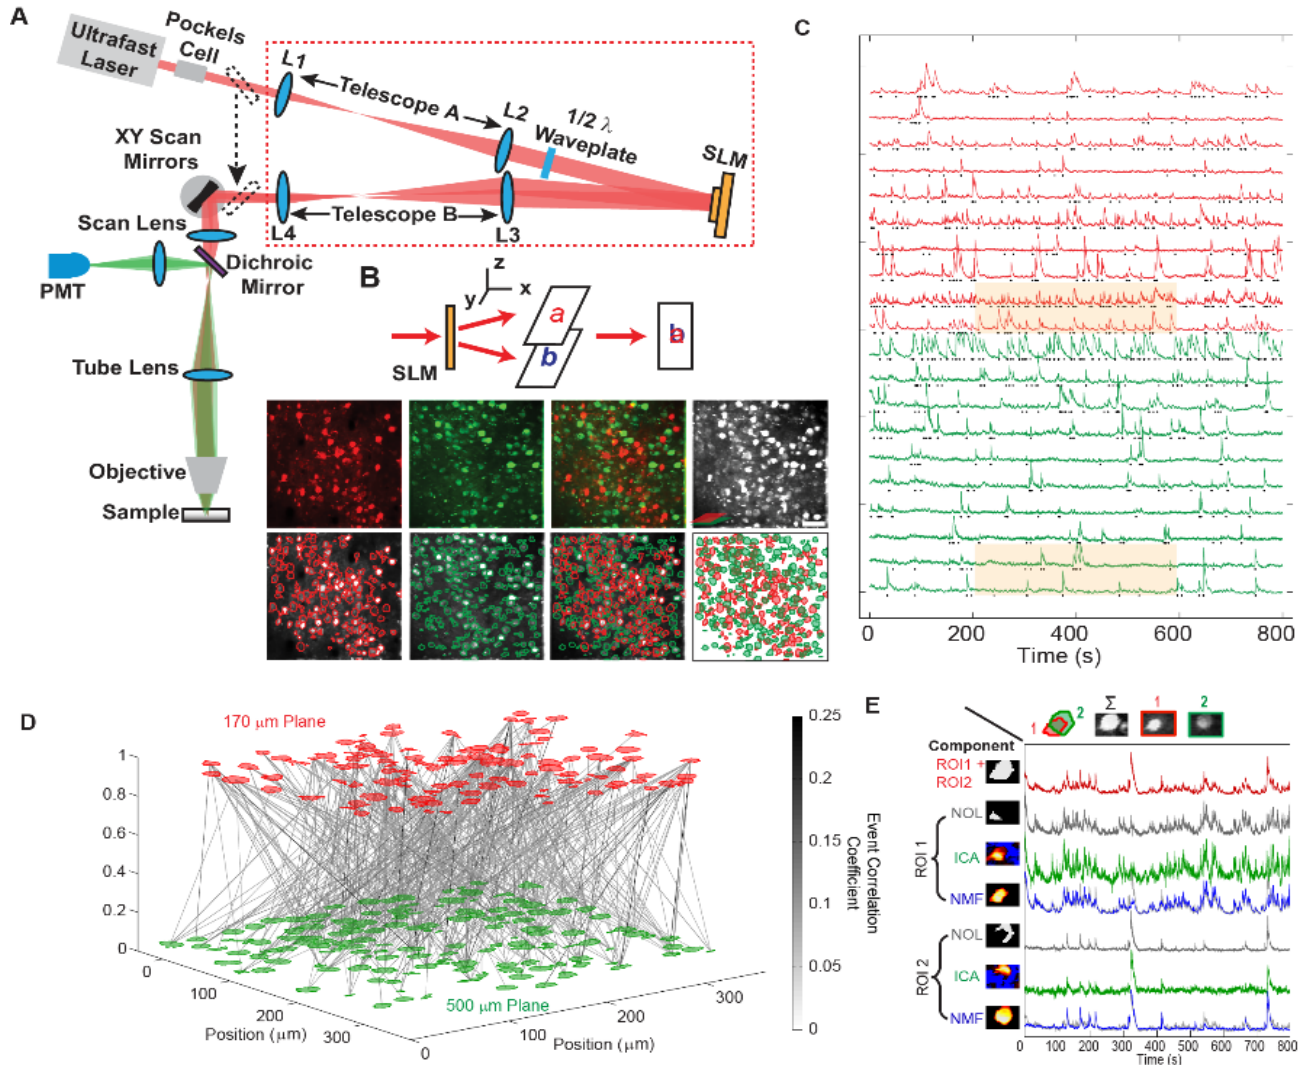 A
Ultrafast
Laser
Pockels
Cell
L1
Telescope A
L2
1/2 λ
Waveplate
SLM
XY Scan
Mirrors
Telescope B
L4
L3
Scan Lens
Dichroic
Mirror
PMT
Tube Lens
Objective
Sample
B
z
y
x
a
b
a
b
SLM
C
0
200
400
600
800
Time (s)
D
170 µm Plane
1
0.8
0.6
0.4
0.2
0
0
100
200
300
Position (µm)
500 µm Plane
0
100
200
300
Position (µm)
0.25
0.2
0.15
0.1
0.05
0
Event Correlation
Coefficient
E
1
2
Σ
1
2
Component
ROI1 +
ROI2
ROI 1
NOL
ICA
NMF
ROI 2
NOL
ICA
NMF
0 100 200 300 400 500 600 700 800
Time (s)